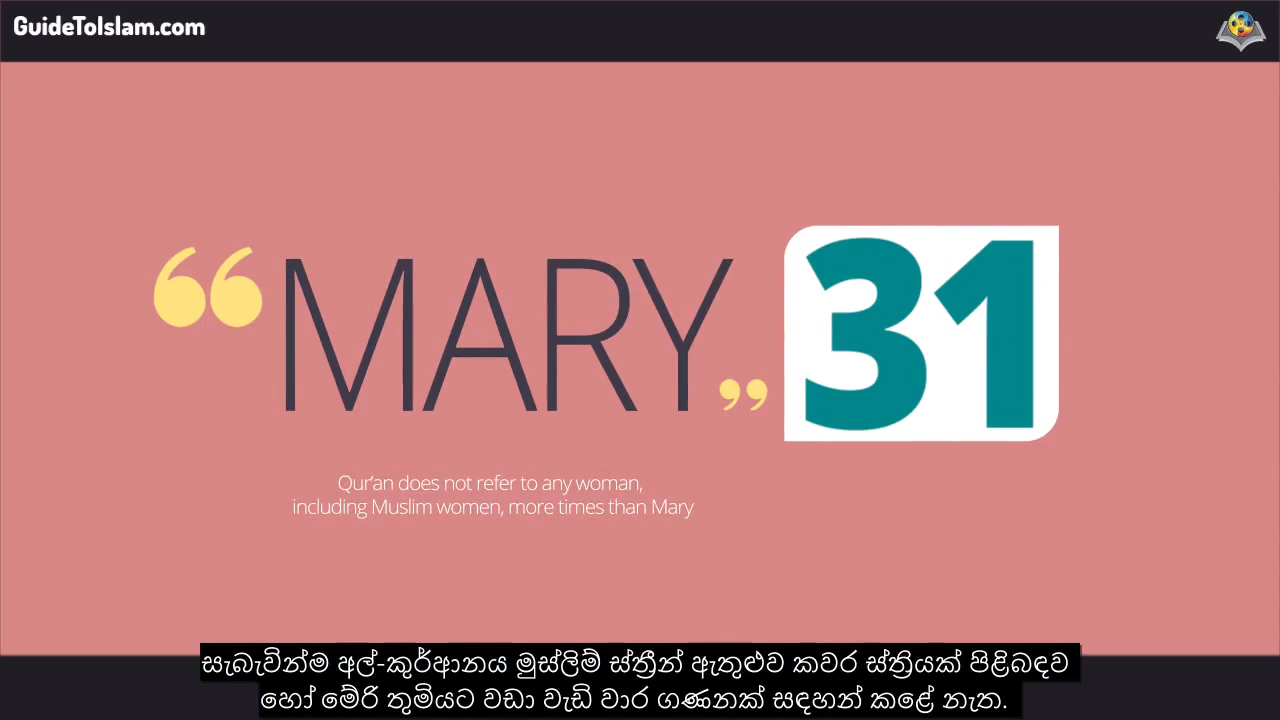 GuideToIslam.com
“MARY” 31
Qur’an does not refer to any woman,
including Muslim women, more times than Mary
සැබැවින්ම අල්-කුර්ආනය මුස්ලිම් ස්ත්‍රීන් ඇතුළුව කවර ස්ත්‍රියක් පිළිබඳව
හෝ මේරි තුමියට වඩා වැඩි වාර ගණනක් සඳහන් කළේ නැත.